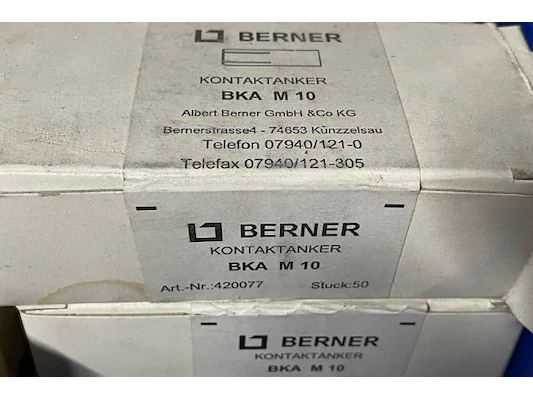 BERNER
KONTAKTANKER
BKA M 10
Albert Berner GmbH &Co KG
Bernerstrasse4 - 74653 Künzzelsau
Telefon 07940/121-0
Telefax 07940/121-305
BERNER
KONTAKTANKER
BKA M 10
Art.-Nr.:420077 Stuck:50
BERNER
KONTAKTANKER
BKA M 10